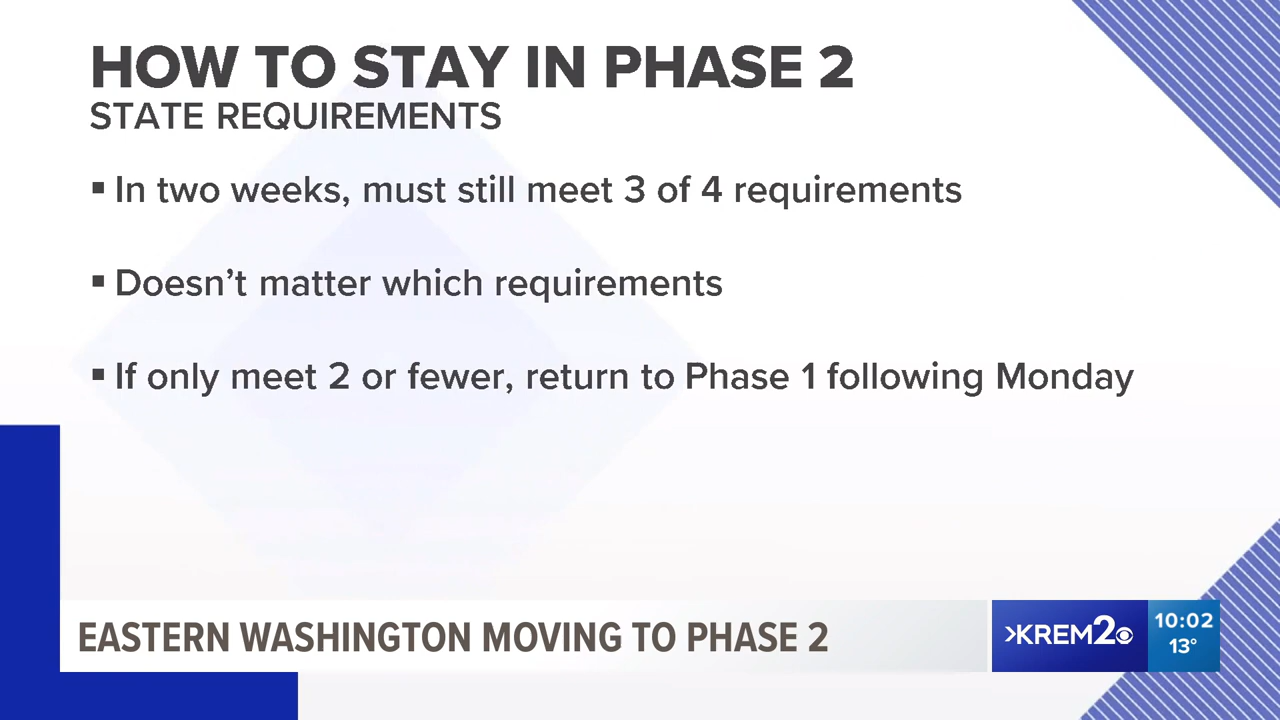 HOW TO STAY IN PHASE 2
STATE REQUIREMENTS
▪ In two weeks, must still meet 3 of 4 requirements
▪ Doesn’t matter which requirements
▪ If only meet 2 or fewer, return to Phase 1 following Monday
EASTERN WASHINGTON MOVING TO PHASE 2
KREM2
10:02
13°